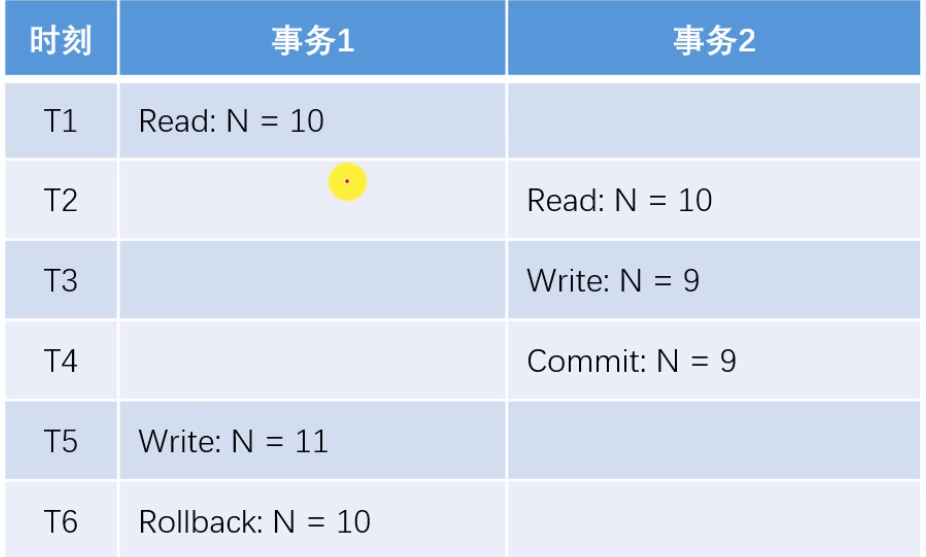 时刻 事务1 事务2
T1 Read: N = 10
T2 Read: N = 10
T3 Write: N = 9
T4 Commit: N = 9
T5 Write: N = 11
T6 Rollback: N = 10